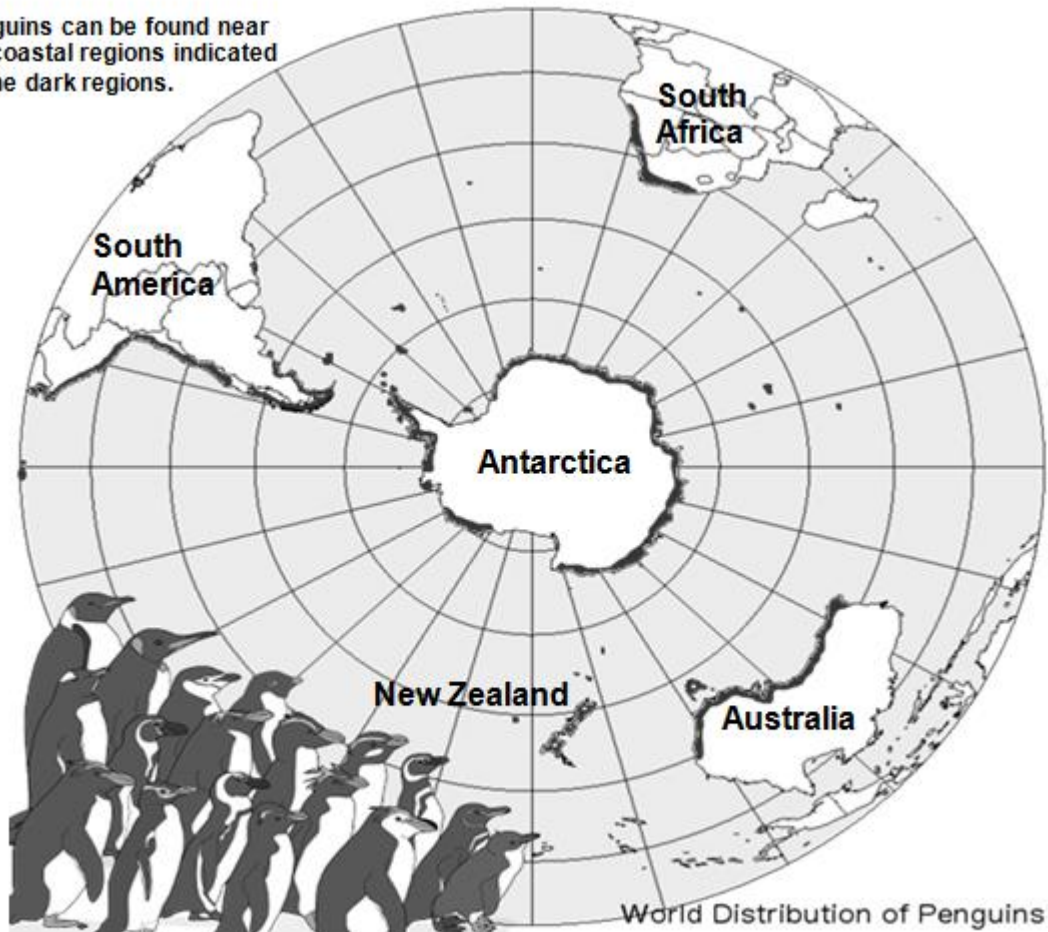 guins can be found near
coastal regions indicated
he dark regions.
South
Africa
South
America
Antarctica
New Zealand
Australia
World Distribution of Penguins